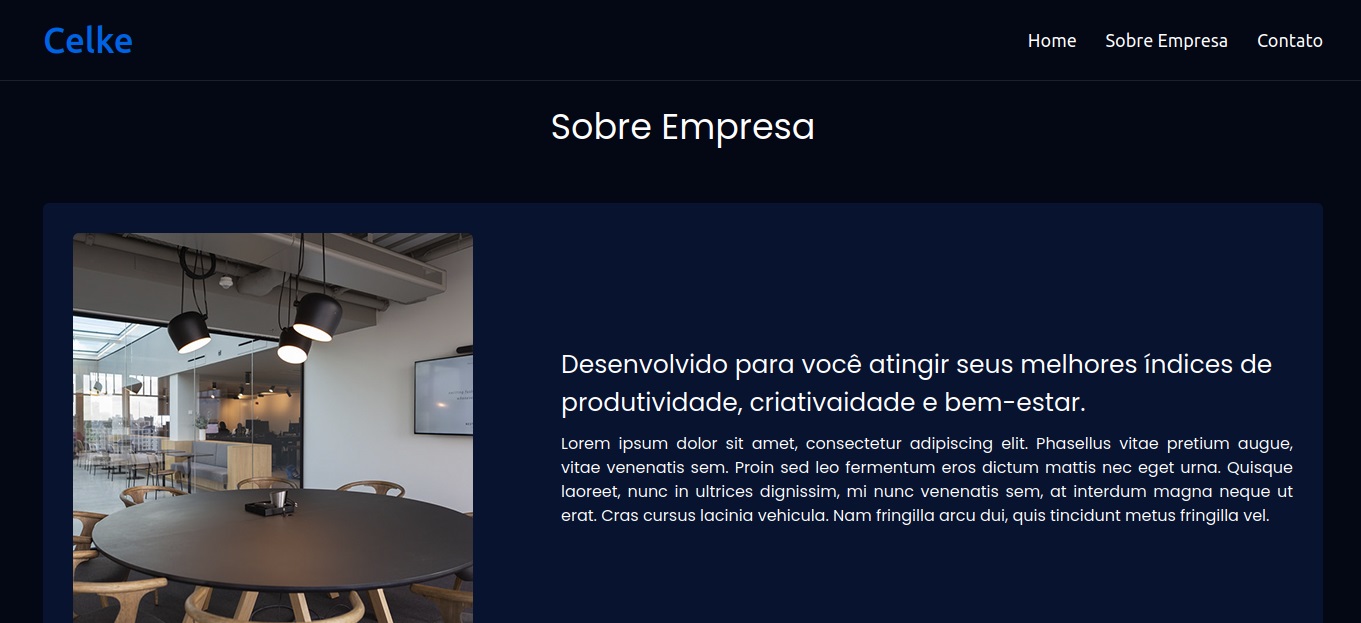 Celke
Home Sobre Empresa Contato
Sobre Empresa
Desenvolvido para você atingir seus melhores índices de
produtividade, criativaidade e bem-estar.
Lorem ipsum dolor sit amet, consectetur adipiscing elit. Phasellus vitae pretium augue,
vitae venenatis sem. Proin sed leo fermentum eros dictum mattis nec eget urna. Quisque
laoreet, nunc in ultrices dignissim, mi nunc venenatis sem, at interdum magna neque ut
erat. Cras cursus lacinia vehicula. Nam fringilla arcu dui, quis tincidunt metus fringilla vel.